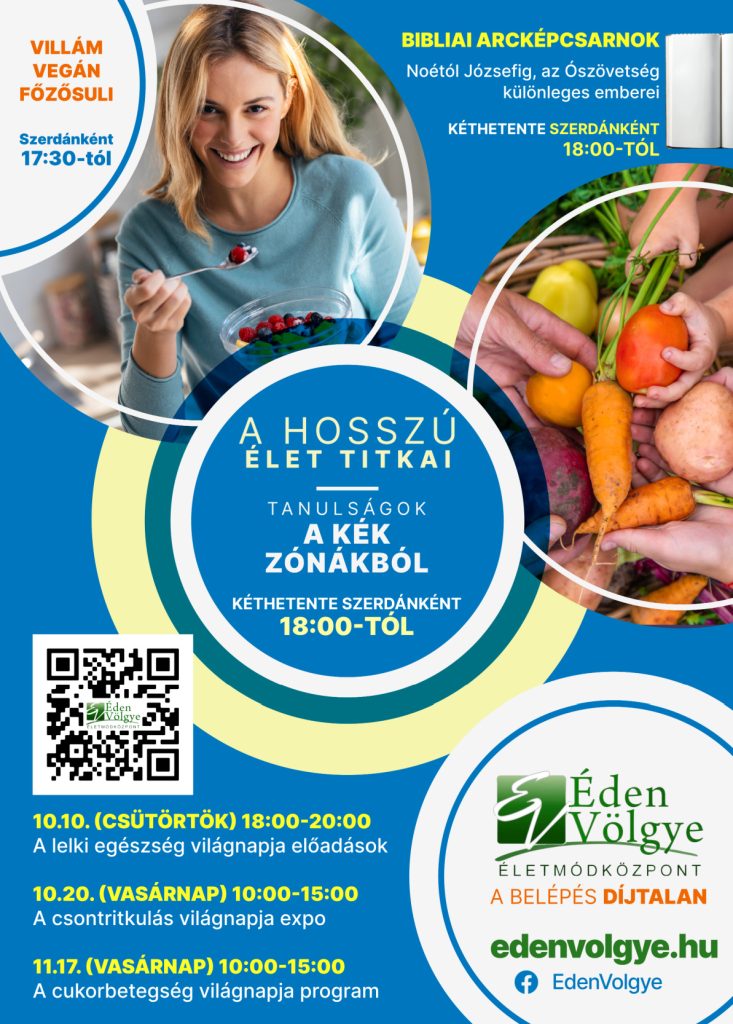 VILLÁM
VEGÁN
FŐZŐSULI
Szerdánként
17:30-tól
BIBLIAI ARCKÉPCSARNOK
Noétól Józsefig, az Ószövetség
különleges emberei
KÉTHETENTE SZERDÁNKÉNT
18:00-TÓL
A HOSSZÚ
ÉLET TITKAI
TANULSÁGOK
A KÉK
ZÓNÁKBÓL
KÉTHETENTE SZERDÁNKÉNT
18:00-TÓL
Éden
Völgye
ÉLETMÓDKÖZPONT
10.10. (CSÜTÖRTÖK) 18:00-20:00
A lelki egészség világnapja előadások
10.20. (VASÁRNAP) 10:00-15:00
A csontritkulás világnapja expo
11.17. (VASÁRNAP) 10:00-15:00
A cukorbetegség világnapja program
EV Éden
Völgye
ÉLETMÓDKÖZPONT
A BELÉPÉS DÍJTALAN
edenvolgye.hu
EdenVolgye